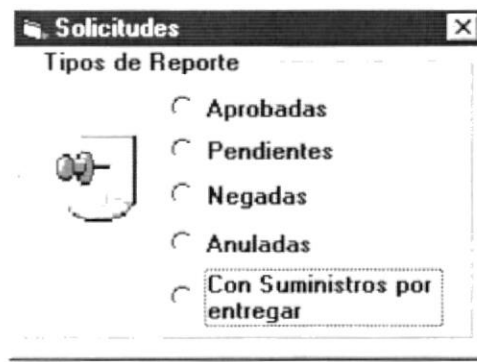 Solicitudes
Tipos de Reporte
Aprobadas
Pendientes
Negadas
Anuladas
Con Suministros por
entregar